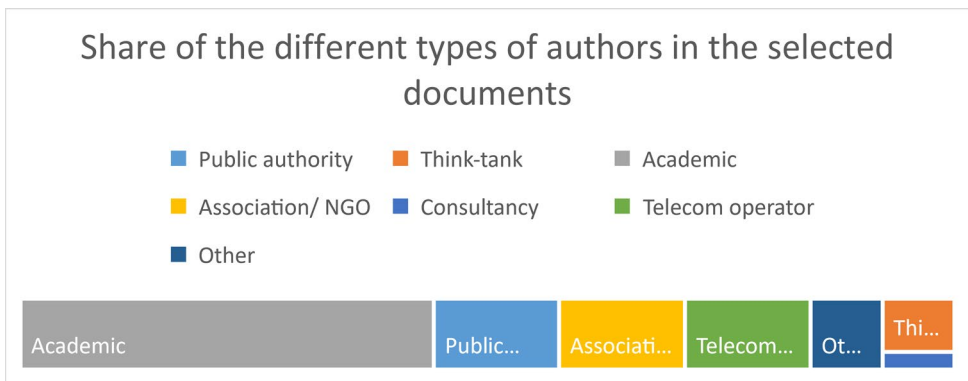 Share of the different types of authors in the selected
documents
Public authority
Think-tank
Academic
Association/ NGO
Consultancy
Telecom operator
Other
Academic
Public...
Associati...
Telecom...
Ot...
Thi...